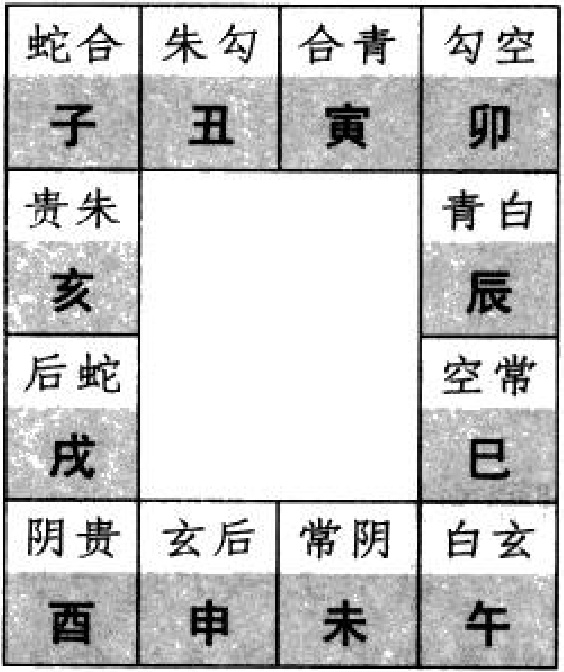 蛇合 朱勾 合青 勾空
子 丑 寅 卯
贵朱 青白
亥 辰
后蛇 空常
戌 巳
阴贵 玄后 常阴 白玄
酉 申 未 午